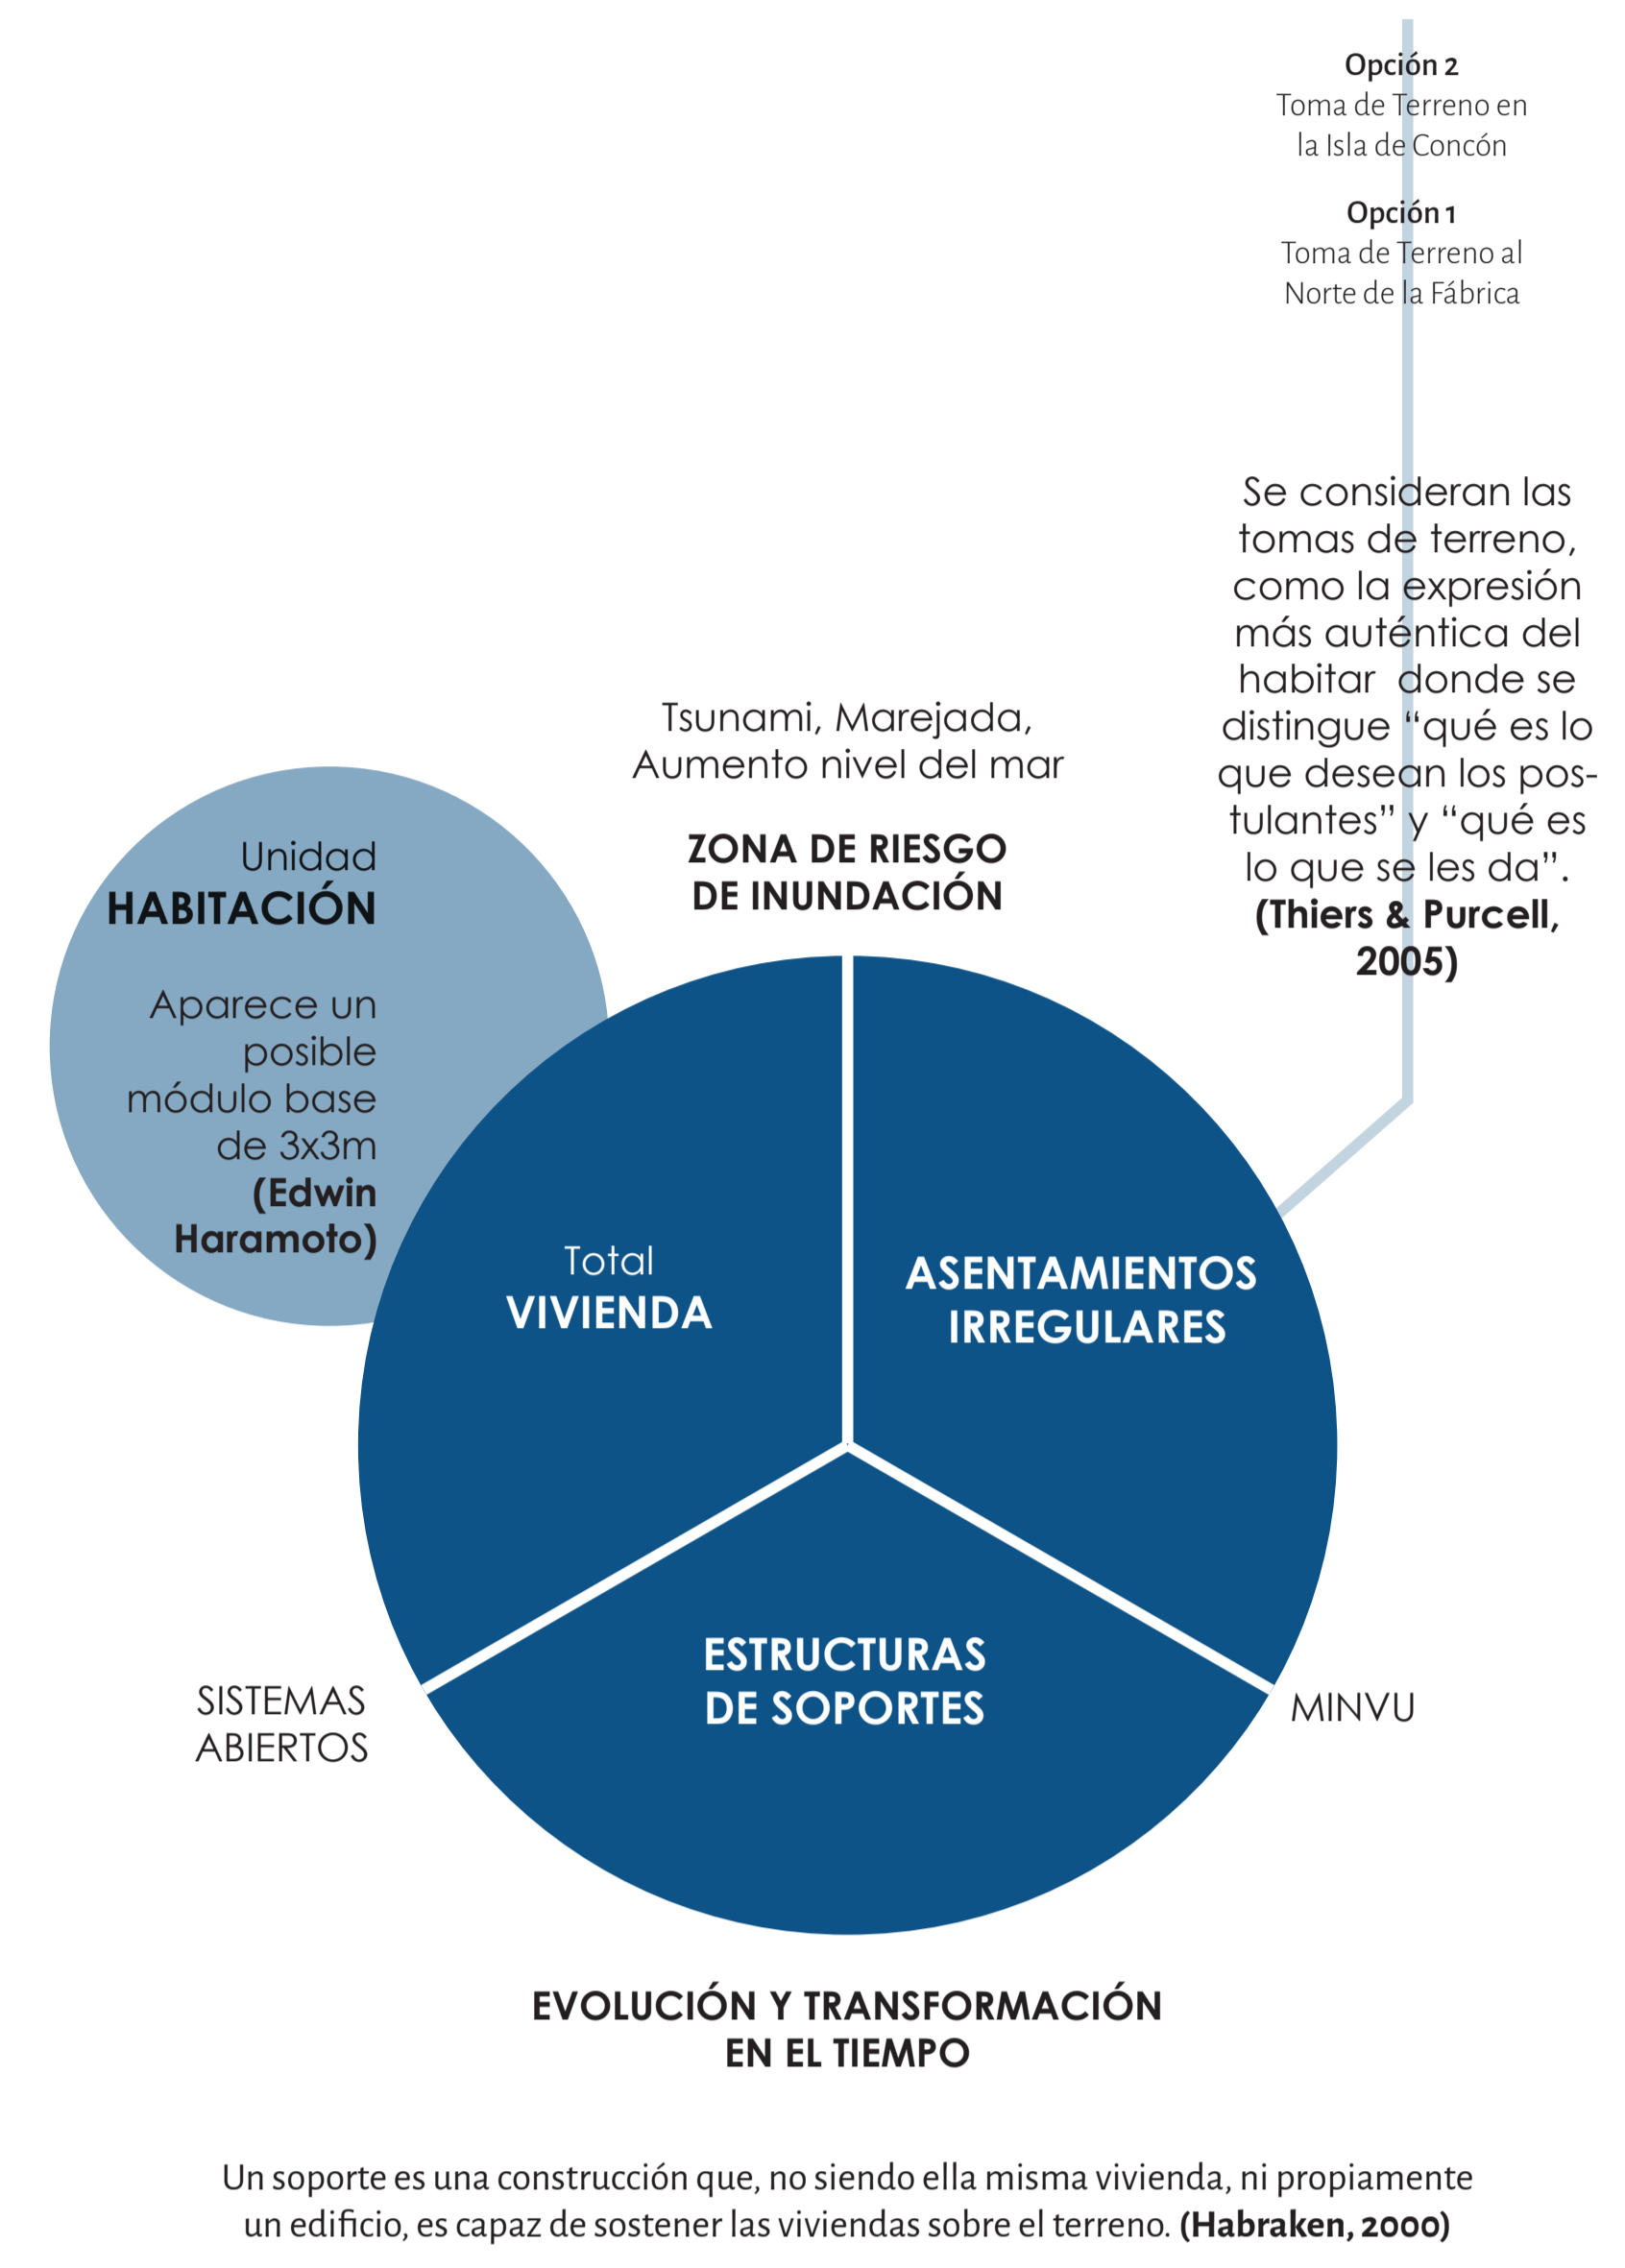 Opción 2
Toma de Terreno en
la Isla de Concón
Opción 1
Toma de Terreno al
Norte de la Fábrica
Se consideran las
tomas de terreno,
como la expresión
más auténtica del
habitar donde se
distingue “qué es lo
que desean los pos-
tulantes” y “qué es
lo que se les da”.
(Thiers & Purcell,
2005)
Tsunami, Marejada,
Aumento nivel del mar
ZONA DE RIESGO
DE INUNDACIÓN
Unidad
HABITACIÓN
Aparece un
posible
módulo base
de 3x3m
(Edwin
Haramoto)
Total
VIVIENDA
ASENTAMIENTOS
IRREGULARES
ESTRUCTURAS
DE SOPORTES
SISTEMAS
ABIERTOS
MINVU
EVOLUCIÓN Y TRANSFORMACIÓN
EN EL TIEMPO
Un soporte es una construcción que, no siendo ella misma vivienda, ni propiamente
un edificio, es capaz de sostener las viviendas sobre el terreno. (Habraken, 2000)